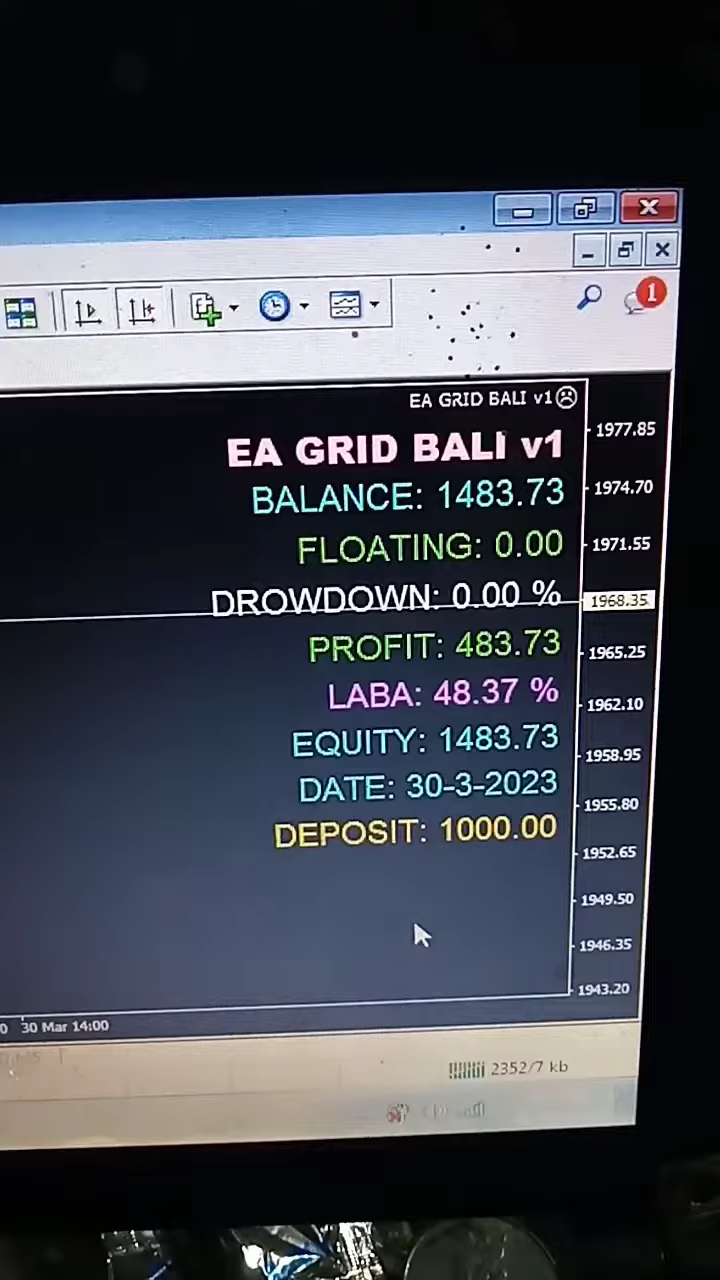 1
EA GRID BALI v1
EA GRID BALI v1
BALANCE: 1483.73
FLOATING: 0.00
DROWDOWN: 0.00 %
PROFIT: 483.73
LABA: 48.37 %
EQUITY: 1483.73
DATE: 30-3-2023
DEPOSIT: 1000.00
1977.85
1974.70
1971.55
1968.35
1965.25
1962.10
1958.95
1955.80
1952.65
1949.50
1946.35
1943.20
0 30 Mar 14:00
2352/7 kb